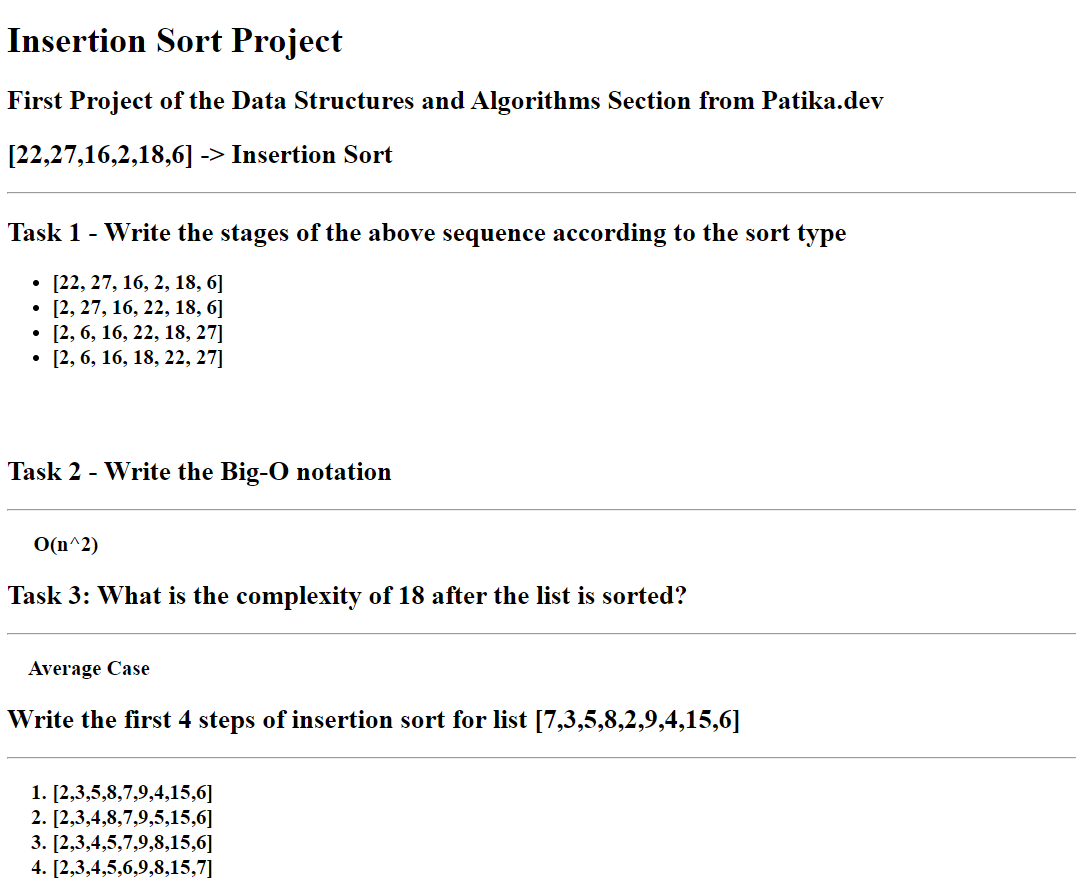 Insertion Sort Project
First Project of the Data Structures and Algorithms Section from Patika.dev
[22,27,16,2,18,6] -> Insertion Sort
Task 1 - Write the stages of the above sequence according to the sort type
• [22, 27, 16, 2, 18, 6]
• [2, 27, 16, 22, 18, 6]
• [2, 6, 16, 22, 18, 27]
• [2, 6, 16, 18, 22, 27]
Task 2 - Write the Big-O notation
O(n^2)
Task 3: What is the complexity of 18 after the list is sorted?
Average Case
Write the first 4 steps of insertion sort for list [7,3,5,8,2,9,4,15,6]
1. [2,3,5,8,7,9,4,15,6]
2. [2,3,4,8,7,9,5,15,6]
3. [2,3,4,5,7,9,8,15,6]
4. [2,3,4,5,6,9,8,15,7]